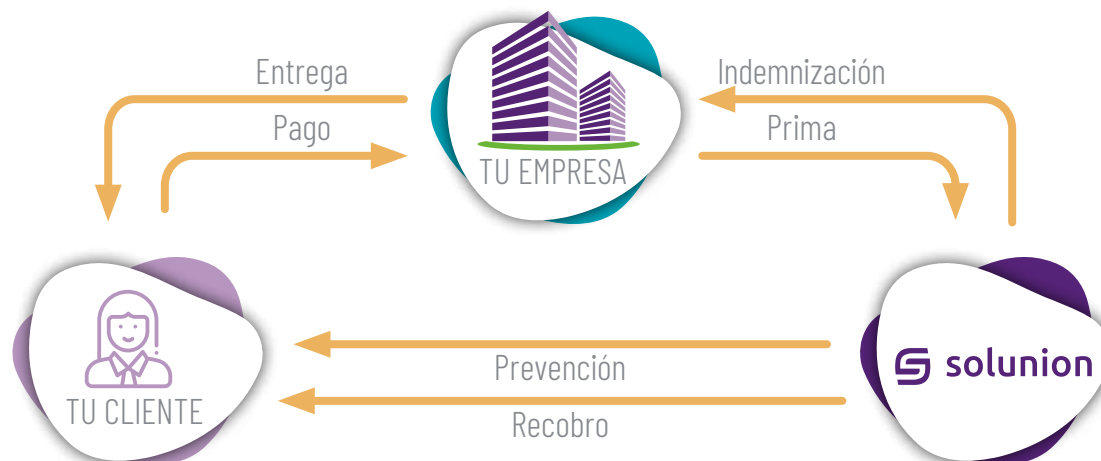 Entrega
Indemnización
Pago
Prima
TU EMPRESA
TU CLIENTE
solunion
Prevención
Recobro